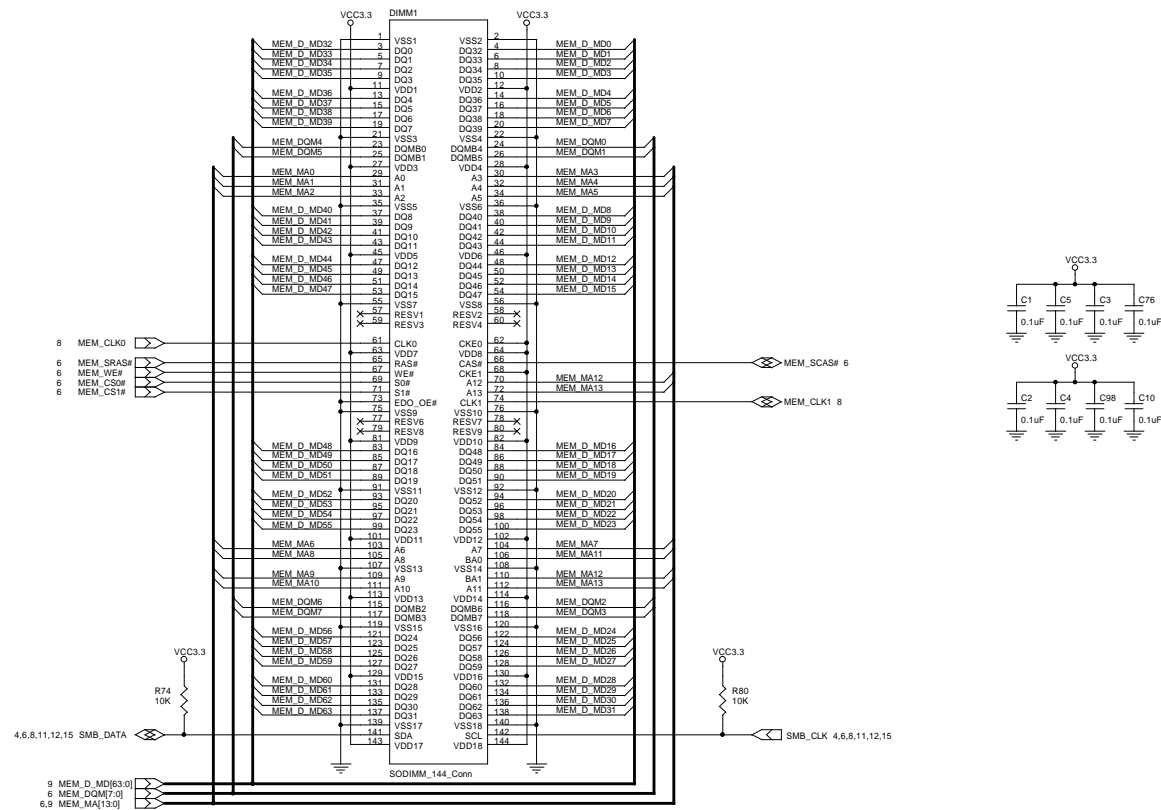 VCC3.3 DIMM1 VCC3.3
1 VSS1 VSS2 2
MEM_D_MD32 3 DQ0 DQ32 4 MEM_D_MD0
MEM_D_MD33 5 DQ1 DQ33 6 MEM_D_MD1
MEM_D_MD34 7 DQ2 DQ34 8 MEM_D_MD2
MEM_D_MD35 9 DQ3 DQ35 10 MEM_D_MD3
11 VDD1 VDD2 12
MEM_D_MD36 13 DQ4 DQ36 14 MEM_D_MD4
MEM_D_MD37 15 DQ5 DQ37 16 MEM_D_MD5
MEM_D_MD38 17 DQ6 DQ38 18 MEM_D_MD6
MEM_D_MD39 19 DQ7 DQ39 20 MEM_D_MD7
21 VSS3 VSS4 22
MEM_DQM4 23 DQMB0 DQMB4 24 MEM_DQM0
MEM_DQM5 25 DQMB1 DQMB5 26 MEM_DQM1
27 VDD3 VDD4 28
MEM_MA0 29 A0 A3 30 MEM_MA3
MEM_MA1 31 A1 A4 32 MEM_MA4
MEM_MA2 33 A2 A5 34 MEM_MA5
35 VSS5 VSS6 36
MEM_D_MD40 37 DQ8 DQ40 38 MEM_D_MD8
MEM_D_MD41 39 DQ9 DQ41 40 MEM_D_MD9
MEM_D_MD42 41 DQ10 DQ42 42 MEM_D_MD10
MEM_D_MD43 43 DQ11 DQ43 44 MEM_D_MD11
45 VDD5 VDD6 46
MEM_D_MD44 47 DQ12 DQ44 48 MEM_D_MD12
MEM_D_MD45 49 DQ13 DQ45 50 MEM_D_MD13
MEM_D_MD46 51 DQ14 DQ46 52 MEM_D_MD14
MEM_D_MD47 53 DQ15 DQ47 54 MEM_D_MD15
55 VSS7 VSS8 56
57 RESV1 RESV2 58
59 RESV3 RESV4 60
8 MEM_CLK0 61 CLK0 CKE0 62
63 VDD7 VDD8 64
6 MEM_SRAS# 65 RAS# CAS# 66 MEM_SCAS# 6
6 MEM_WE# 67 WE# CKE1 68
6 MEM_CS0# 69 S0# A12 70 MEM_MA12
6 MEM_CS1# 71 S1# A13 72 MEM_MA13
73 EDO_OE# CLK1 74 MEM_CLK1 8
75 VSS9 VSS10 76
77 RESV6 RESV7 78
79 RESV8 RESV9 80
81 VDD9 VDD10 82
MEM_D_MD48 83 DQ16 DQ48 84 MEM_D_MD16
MEM_D_MD49 85 DQ17 DQ49 86 MEM_D_MD17
MEM_D_MD50 87 DQ18 DQ50 88 MEM_D_MD18
MEM_D_MD51 89 DQ19 DQ51 90 MEM_D_MD19
91 VSS11 VSS12 92
MEM_D_MD52 93 DQ20 DQ52 94 MEM_D_MD20
MEM_D_MD53 95 DQ21 DQ53 96 MEM_D_MD21
MEM_D_MD54 97 DQ22 DQ54 98 MEM_D_MD22
MEM_D_MD55 99 DQ23 DQ55 100 MEM_D_MD23
101 VDD11 VDD12 102
MEM_MA6 103 A6 A7 104 MEM_MA7
MEM_MA8 105 A8 BA0 106 MEM_MA11
107 VSS13 VSS14 108
MEM_MA9 109 A9 BA1 110 MEM_MA12
MEM_MA10 111 A10 A11 112 MEM_MA13
113 VDD13 VDD14 114
MEM_DQM6 115 DQMB2 DQMB6 116 MEM_DQM2
MEM_DQM7 117 DQMB3 DQMB7 118 MEM_DQM3
119 VSS15 VSS16 120
MEM_D_MD56 121 DQ24 DQ56 122 MEM_D_MD24
MEM_D_MD57 123 DQ25 DQ57 124 MEM_D_MD25
MEM_D_MD58 125 DQ26 DQ58 126 MEM_D_MD26
MEM_D_MD59 127 DQ27 DQ59 128 MEM_D_MD27
129 VDD15 VDD16 130
MEM_D_MD60 131 DQ28 DQ60 132 MEM_D_MD28
MEM_D_MD61 133 DQ29 DQ61 134 MEM_D_MD29
MEM_D_MD62 135 DQ30 DQ62 136 MEM_D_MD30
MEM_D_MD63 137 DQ31 DQ63 138 MEM_D_MD31
139 VSS17 VSS18 140
4,6,8,11,12,15 SMB_DATA 141 SDA SCL 142 SMB_CLK 4,6,8,11,12,15
143 VDD17 VDD18 144
SODIMM_144_Conn
VCC3.3
R74
10K
VCC3.3
R80
10K
9 MEM_D_MD[63:0]
6 MEM_DQM[7:0]
6,9 MEM_MA[13:0]
VCC3.3
C1 C5 C3 C76
0.1uF 0.1uF 0.1uF 0.1uF
VCC3.3
C2 C4 C98 C10
0.1uF 0.1uF 0.1uF 0.1uF